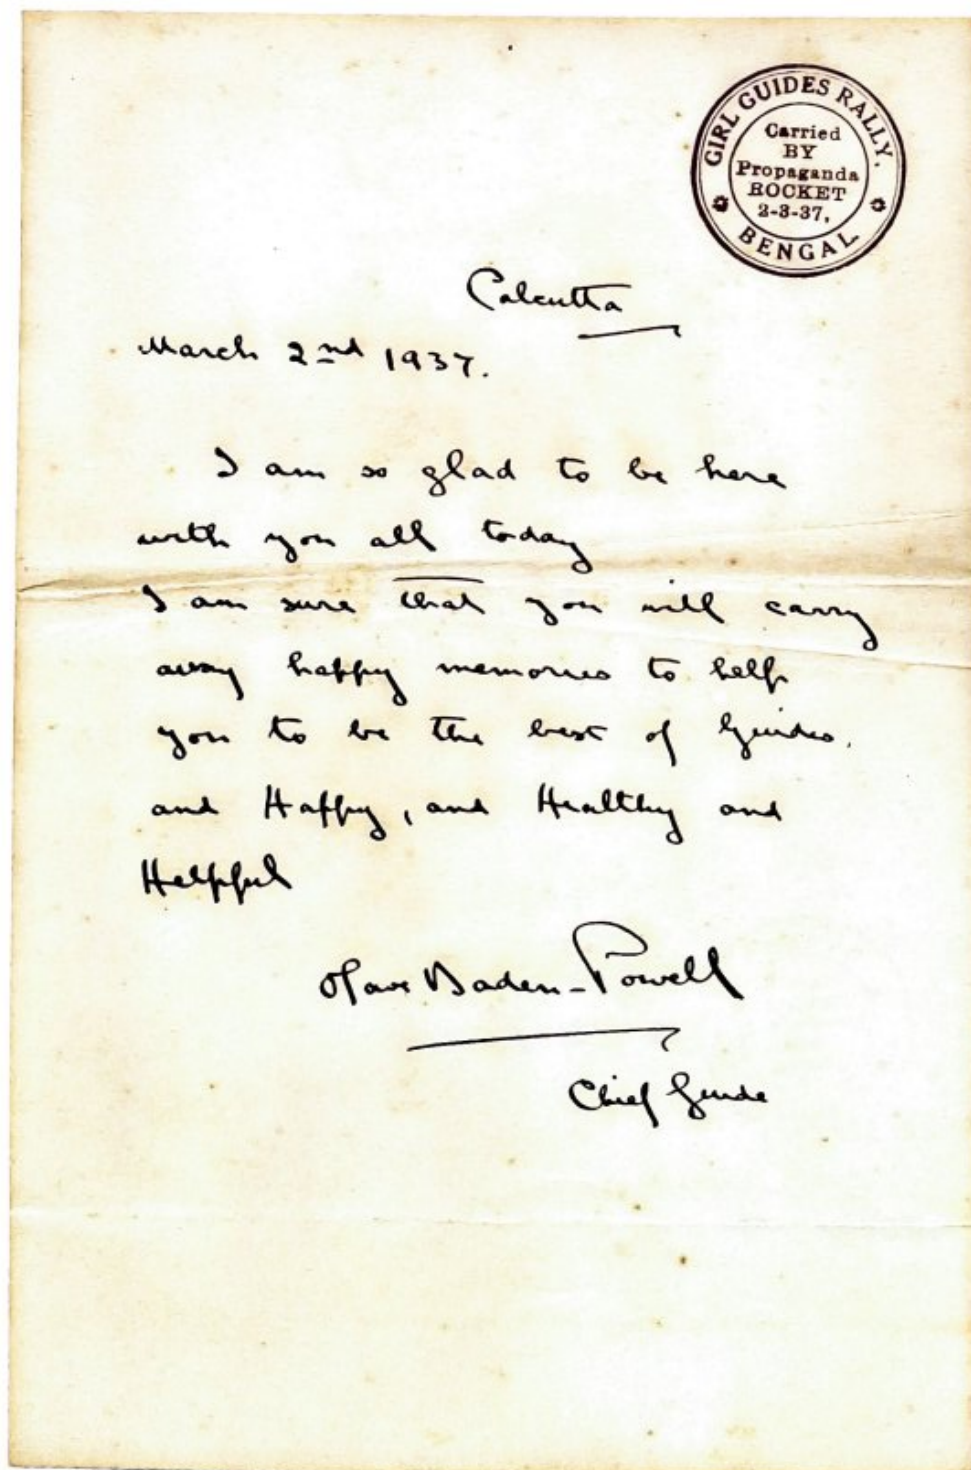 GIRL GUIDES RALLY.
Carried
BY
Propaganda
ROCKET
2-3-37,
BENGAL
Calcutta
March 2nd 1937.
I am so glad to be here
with you all today
I am sure that you will carry
away happy memories to help
you to be the best of Guides.
and Happy, and Healthy and
Helpful
Olave Baden-Powell
Chief Guide